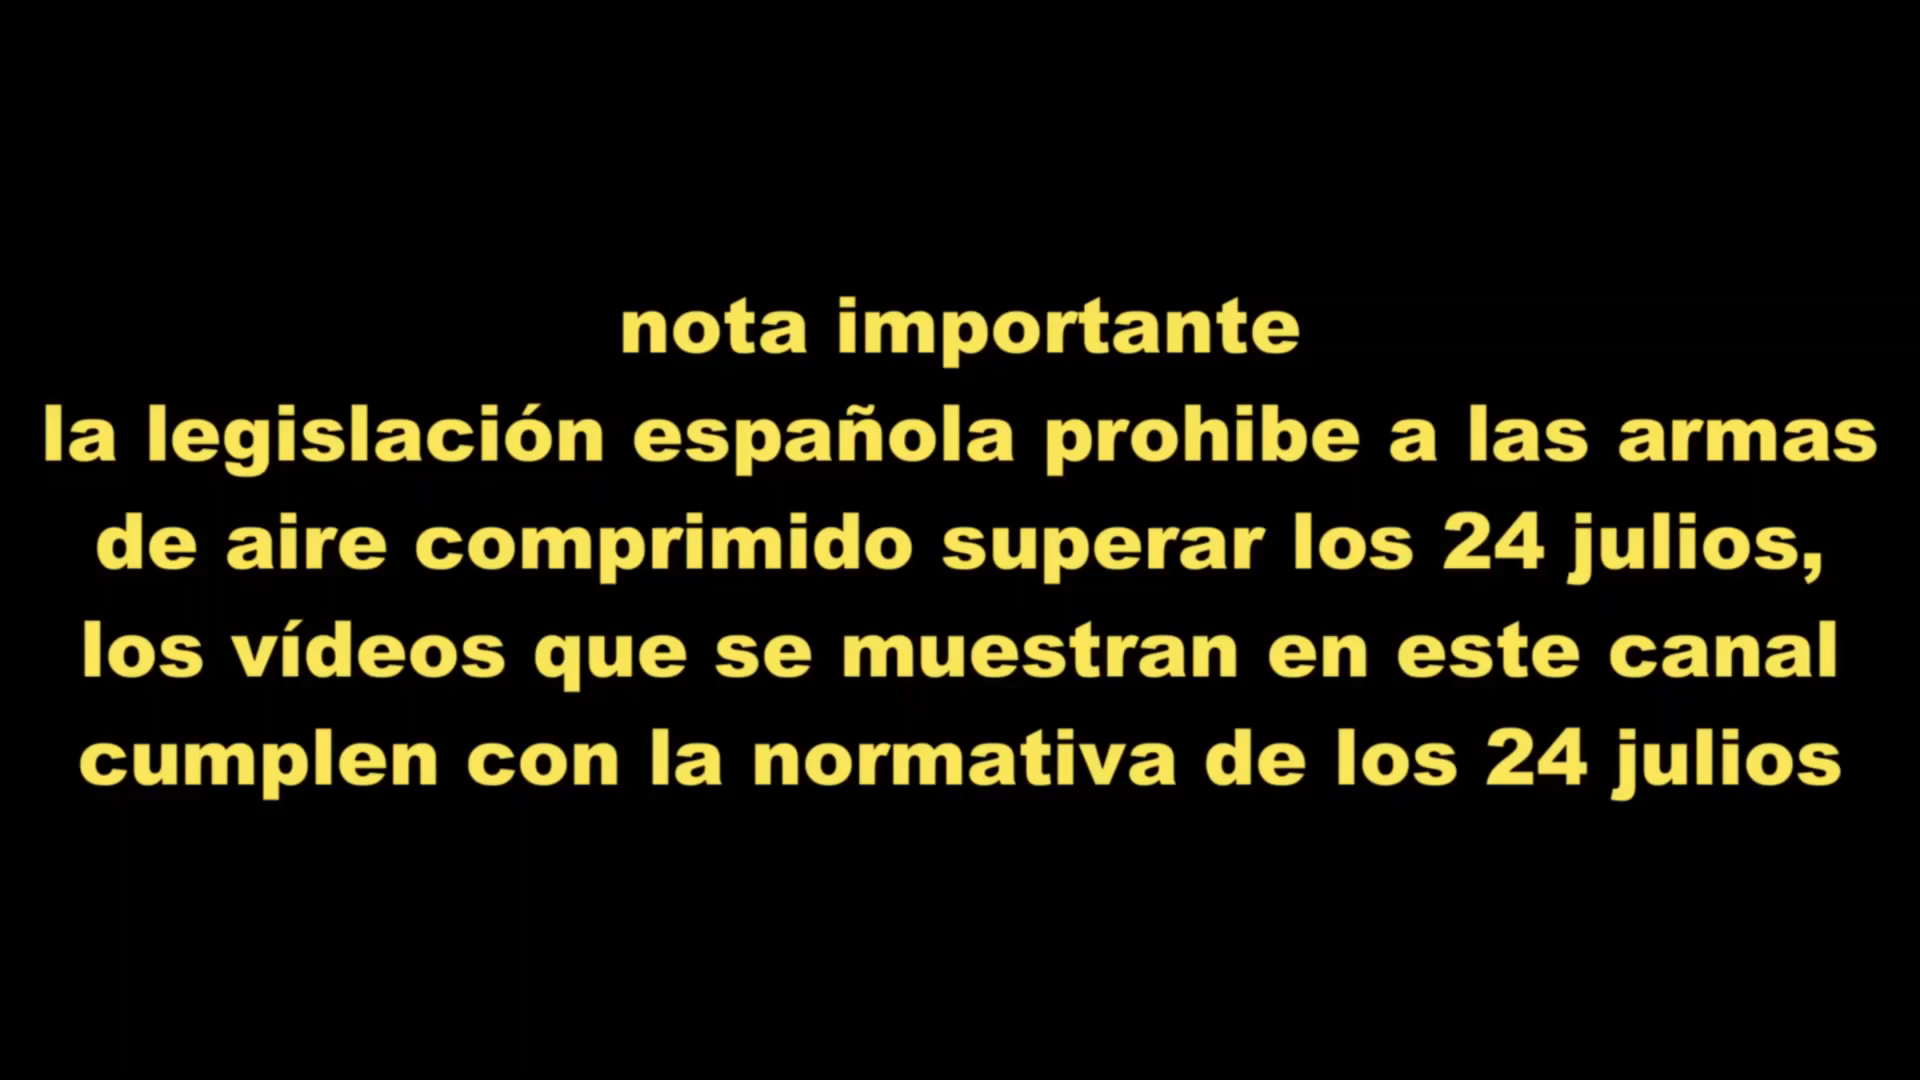 nota importante
la legislación española prohibe a las armas
de aire comprimido superar los 24 julios,
los vídeos que se muestran en este canal
cumplen con la normativa de los 24 julios